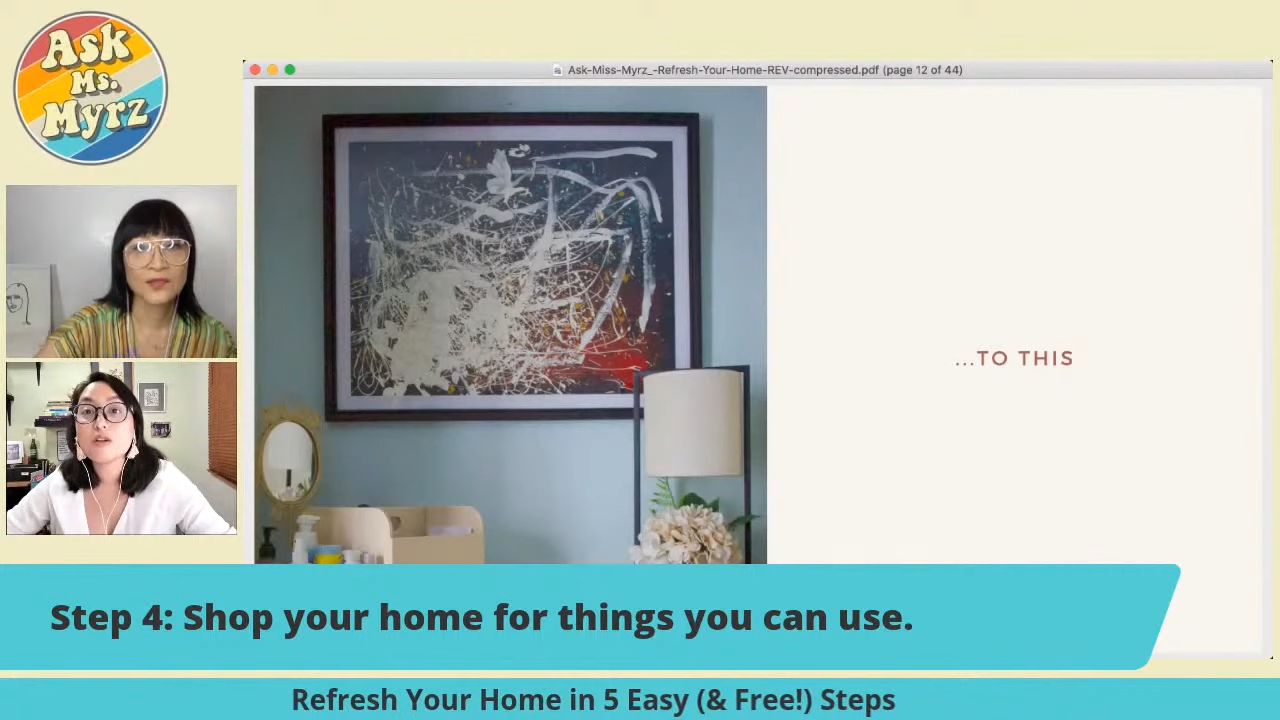 Ask
Ms.
Myrz
Ask-Miss-Myrz_-Refresh-Your-Home-REV-compressed.pdf (page 12 of 44)
...TO THIS
Step 4: Shop your home for things you can use.
Refresh Your Home in 5 Easy (& Free!) Steps